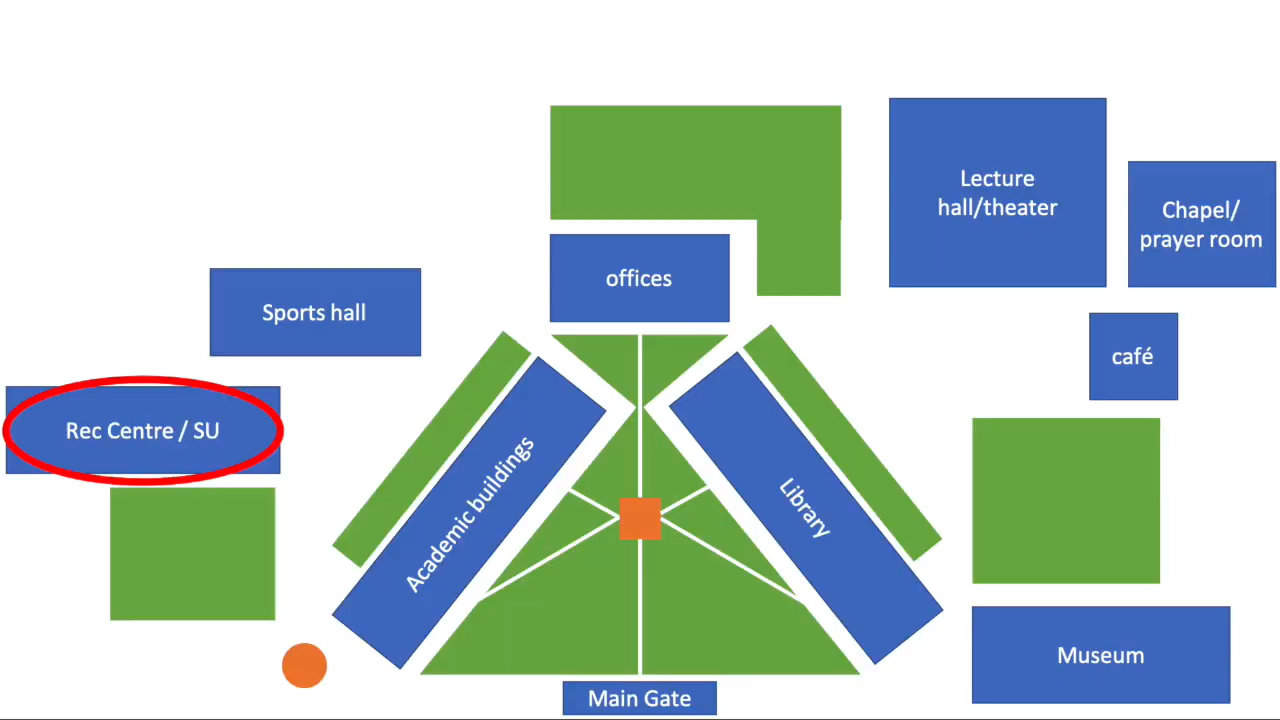 Lecture
hall/theater
Chapel/
prayer room
offices
Sports hall
café
Rec Centre / SU
Academic buildings
Library
Museum
Main Gate